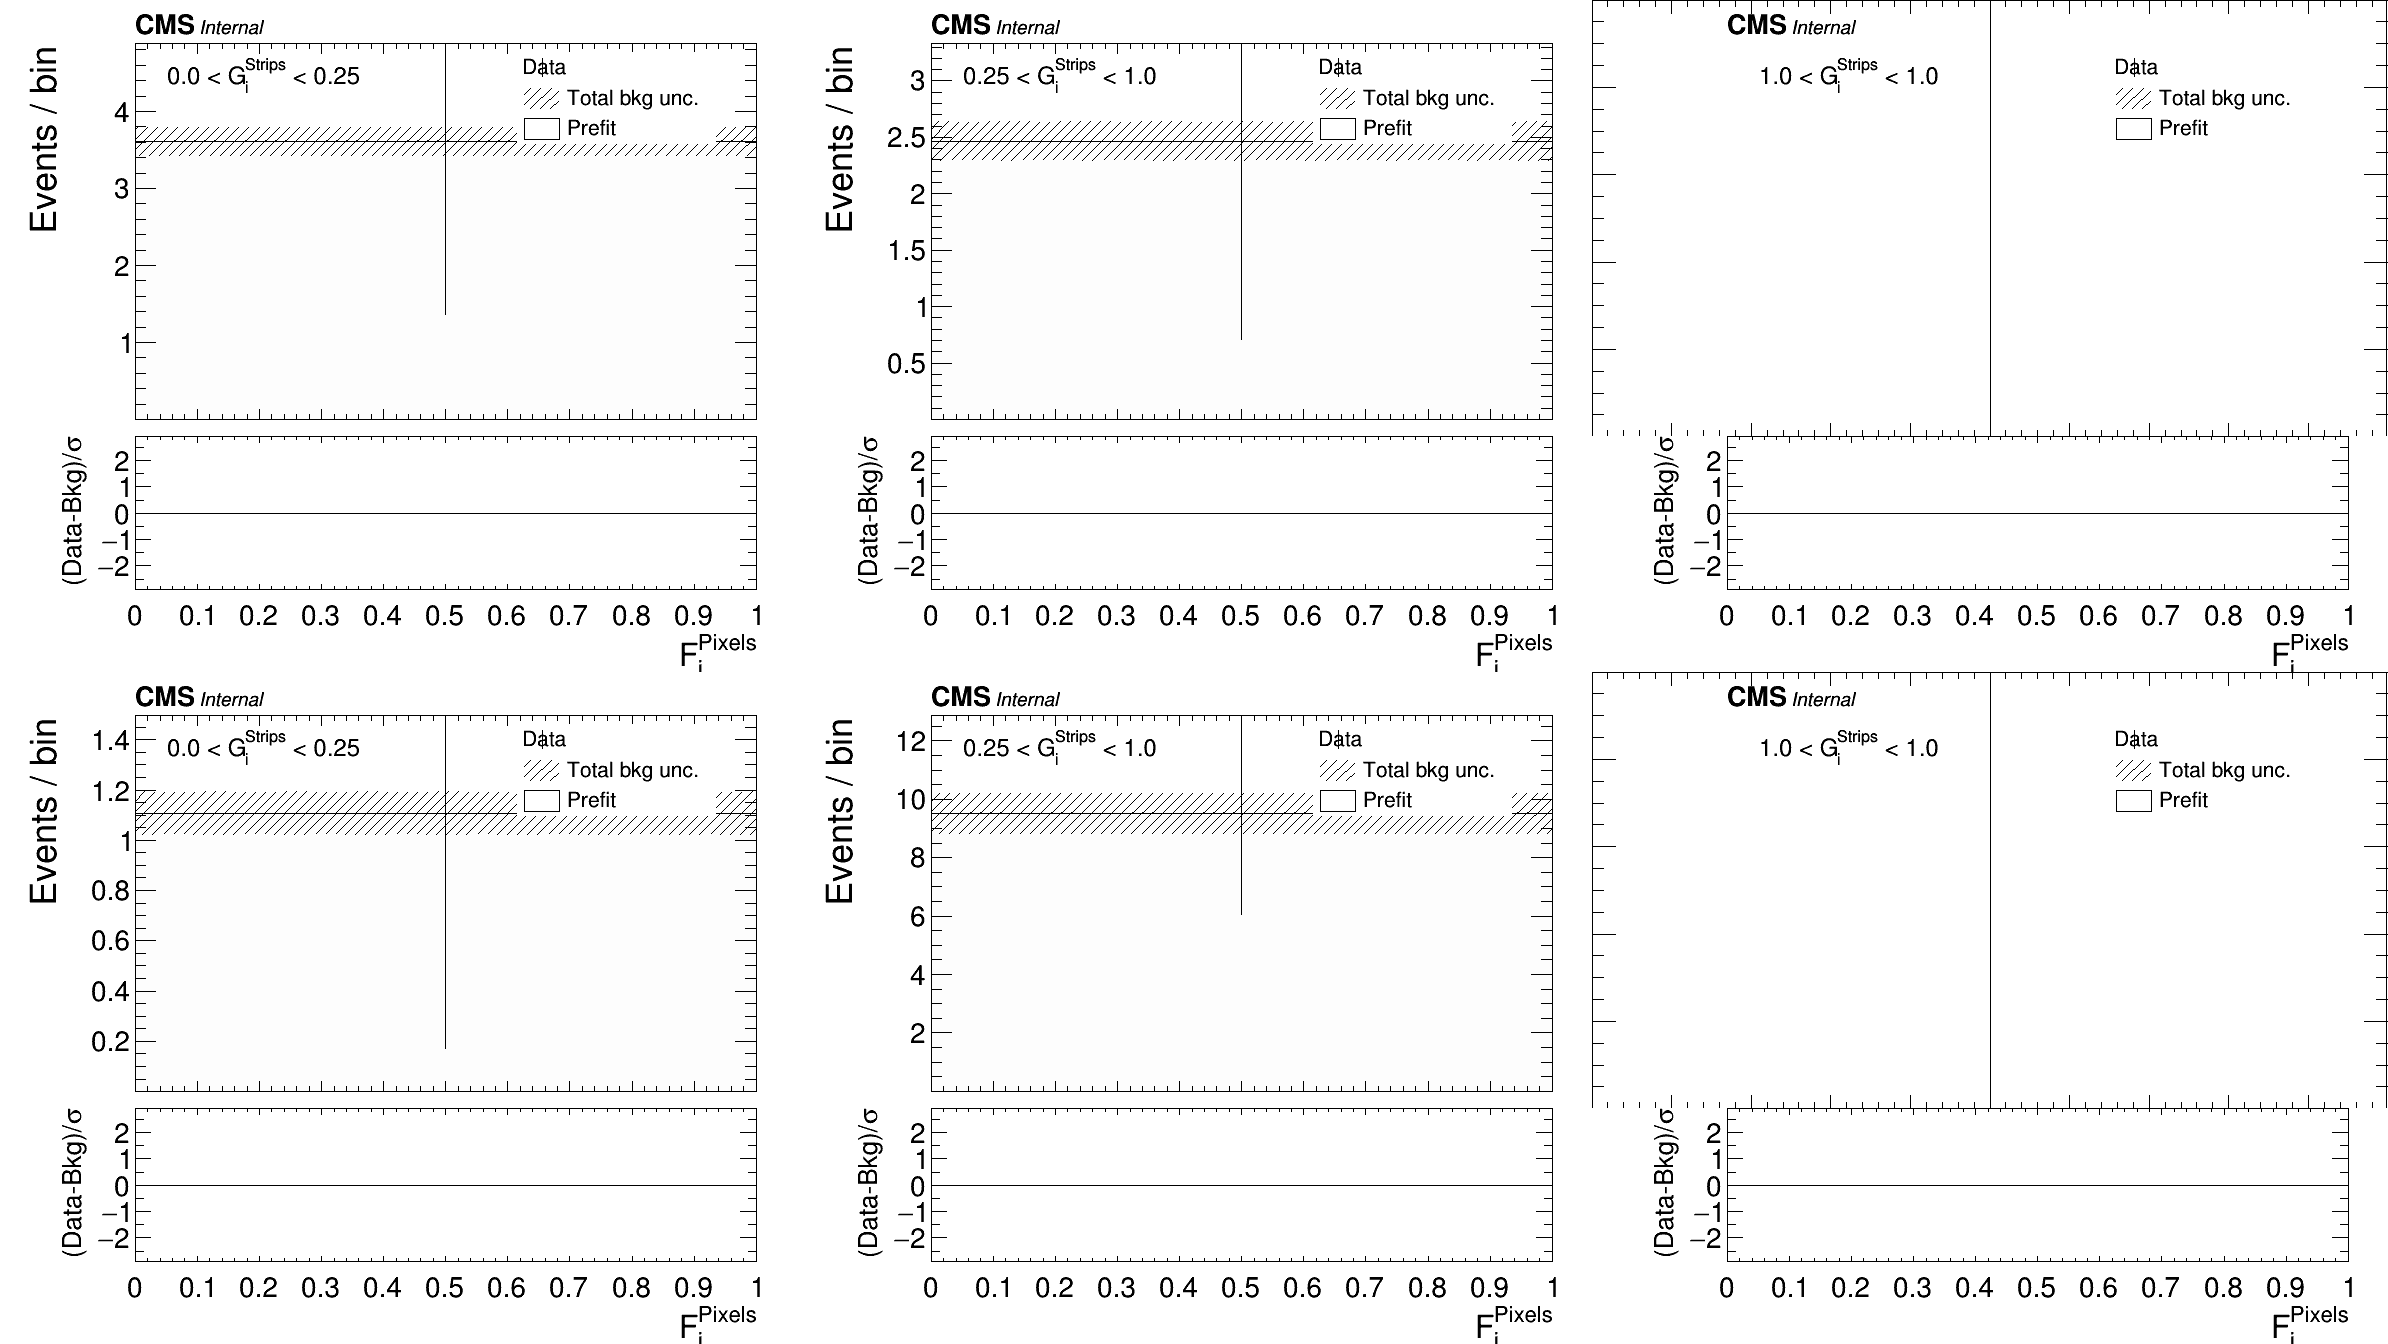 CMS Internal
0.0 < G_i^Strips < 0.25
Data
Total bkg unc.
Prefit
Events / bin
4
3
2
1
(Data-Bkg)/σ
2
1
0
−1
−2
0 0.1 0.2 0.3 0.4 0.5 0.6 0.7 0.8 0.9 1
F_i^Pixels
CMS Internal
0.25 < G_i^Strips < 1.0
Data
Total bkg unc.
Prefit
Events / bin
3
2.5
2
1.5
1
0.5
(Data-Bkg)/σ
2
1
0
−1
−2
0 0.1 0.2 0.3 0.4 0.5 0.6 0.7 0.8 0.9 1
F_i^Pixels
CMS Internal
1.0 < G_i^Strips < 1.0
Data
Total bkg unc.
Prefit
(Data-Bkg)/σ
2
1
0
−1
−2
0 0.1 0.2 0.3 0.4 0.5 0.6 0.7 0.8 0.9 1
F_i^Pixels
CMS Internal
0.0 < G_i^Strips < 0.25
Data
Total bkg unc.
Prefit
Events / bin
1.4
1.2
1
0.8
0.6
0.4
0.2
(Data-Bkg)/σ
2
1
0
−1
−2
0 0.1 0.2 0.3 0.4 0.5 0.6 0.7 0.8 0.9 1
F_i^Pixels
CMS Internal
0.25 < G_i^Strips < 1.0
Data
Total bkg unc.
Prefit
Events / bin
12
10
8
6
4
2
(Data-Bkg)/σ
2
1
0
−1
−2
0 0.1 0.2 0.3 0.4 0.5 0.6 0.7 0.8 0.9 1
F_i^Pixels
CMS Internal
1.0 < G_i^Strips < 1.0
Data
Total bkg unc.
Prefit
(Data-Bkg)/σ
2
1
0
−1
−2
0 0.1 0.2 0.3 0.4 0.5 0.6 0.7 0.8 0.9 1
F_i^Pixels